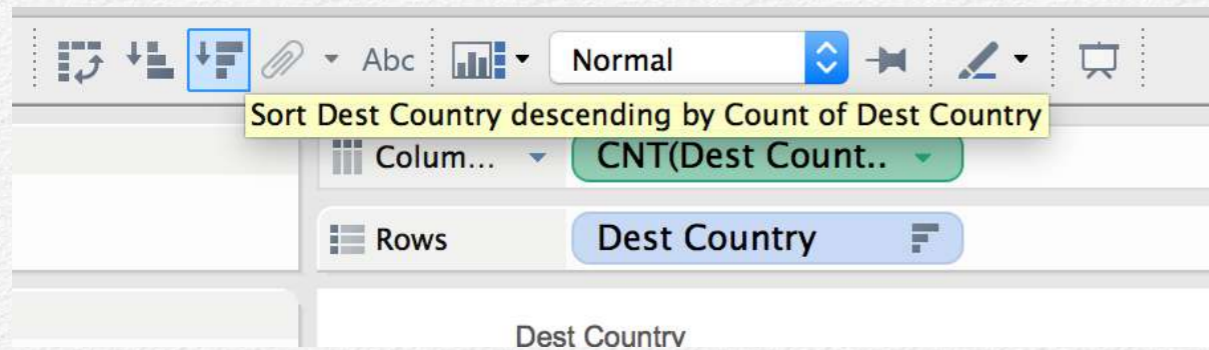 Abc Normal
Sort Dest Country descending by Count of Dest Country
Colum... CNT(Dest Count..
Rows Dest Country
Dest Country